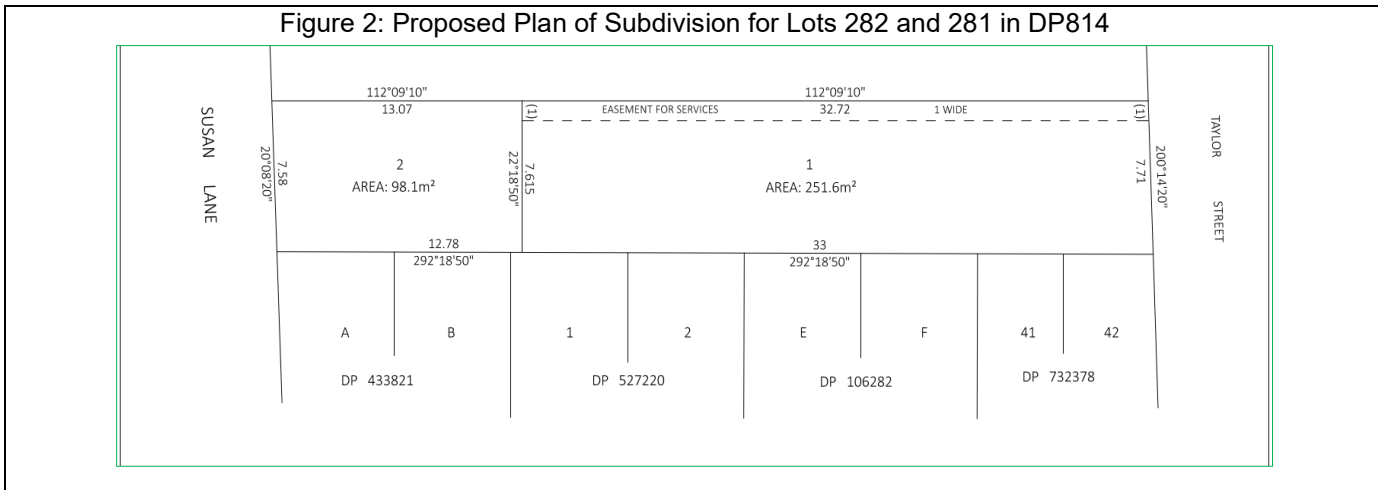 Figure 2: Proposed Plan of Subdivision for Lots 282 and 281 in DP814
112°09'10"
13.07
112°09'10"
(1)
EASEMENT FOR SERVICES
32.72
1 WIDE
(1)
SUSAN LANE
20°08'20"
7.58
2
AREA: 98.1m²
22°18'50"
7.615
1
AREA: 251.6m²
7.71
200°14'20"
TAYLOR STREET
12.78
292°18'50"
33
292°18'50"
A
B
1
2
E
F
41
42
DP 433821
DP 527220
DP 106282
DP 732378